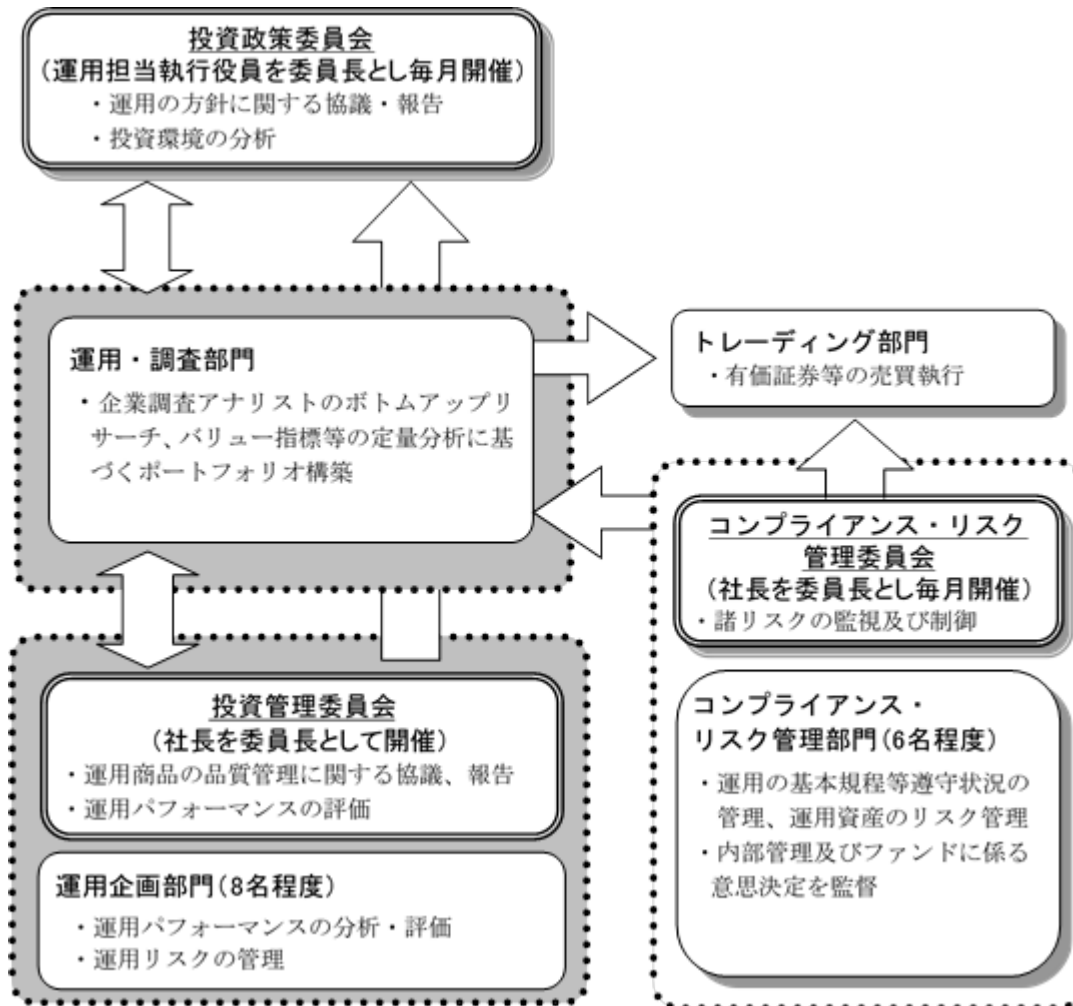 投資政策委員会
(運用担当執行役員を委員長とし毎月開催)
・運用の方針に関する協議・報告
・投資環境の分析
運用・調査部門
・企業調査アナリストのボトムアップリ
サーチ、バリュー指標等の定量分析に基
づくポートフォリオ構築
トレーディング部門
・有価証券等の売買執行
コンプライアンス・リスク
管理委員会
(社長を委員長とし毎月開催)
・諸リスクの監視及び制御
投資管理委員会
(社長を委員長として開催)
・運用商品の品質管理に関する協議、報告
・運用パフォーマンスの評価
運用企画部門(8名程度)
・運用パフォーマンスの分析・評価
・運用リスクの管理
コンプライアンス・
リスク管理部門(6名程度)
・運用の基本規程等遵守状況の
管理、運用資産のリスク管理
・内部管理及びファンドに係る
意思決定を監督